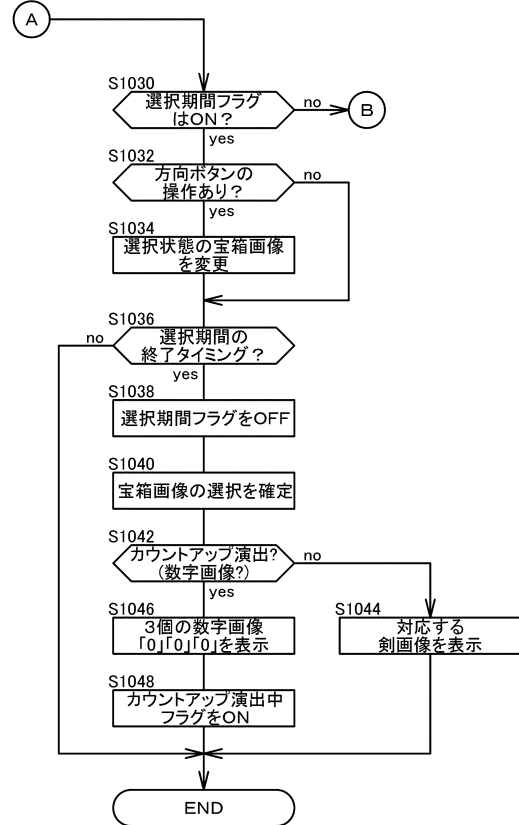 A
S1030
選択期間フラグ
はON？
no
B
yes
S1032
方向ボタンの
操作あり？
no
yes
S1034
選択状態の宝箱画像
を変更
S1036
選択期間の
終了タイミング？
no
yes
S1038
選択期間フラグをOFF
S1040
宝箱画像の選択を確定
S1042
カウントアップ演出?
(数字画像?)
no
yes
S1046
3個の数字画像
「0」「0」「0」を表示
S1044
対応する
剣画像を表示
S1048
カウントアップ演出中
フラグをON
END